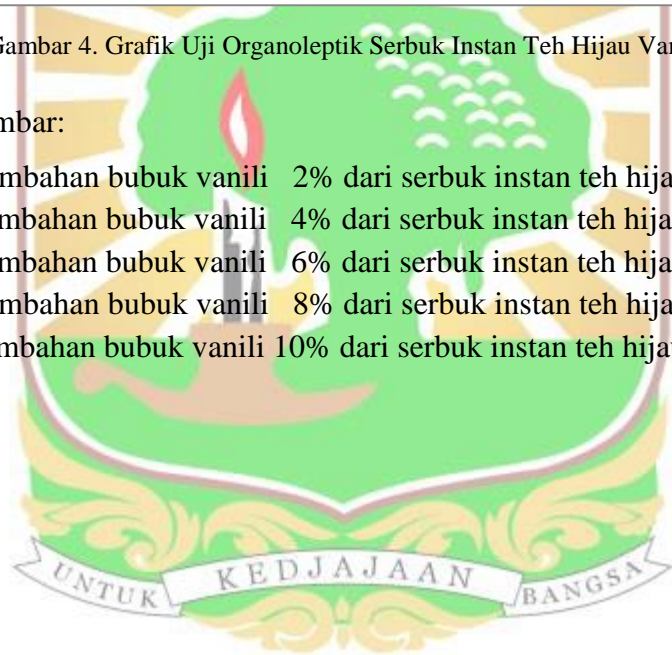 Gambar 4. Grafik Uji Organoleptik Serbuk Instan Teh Hijau Van
mbar:
mbahan bubuk vanili 2% dari serbuk instan teh hija
mbahan bubuk vanili 4% dari serbuk instan teh hija
mbahan bubuk vanili 6% dari serbuk instan teh hija
mbahan bubuk vanili 8% dari serbuk instan teh hija
mbahan bubuk vanili 10% dari serbuk instan teh hijau
UNTUK KEDJAJAAN BANGSA